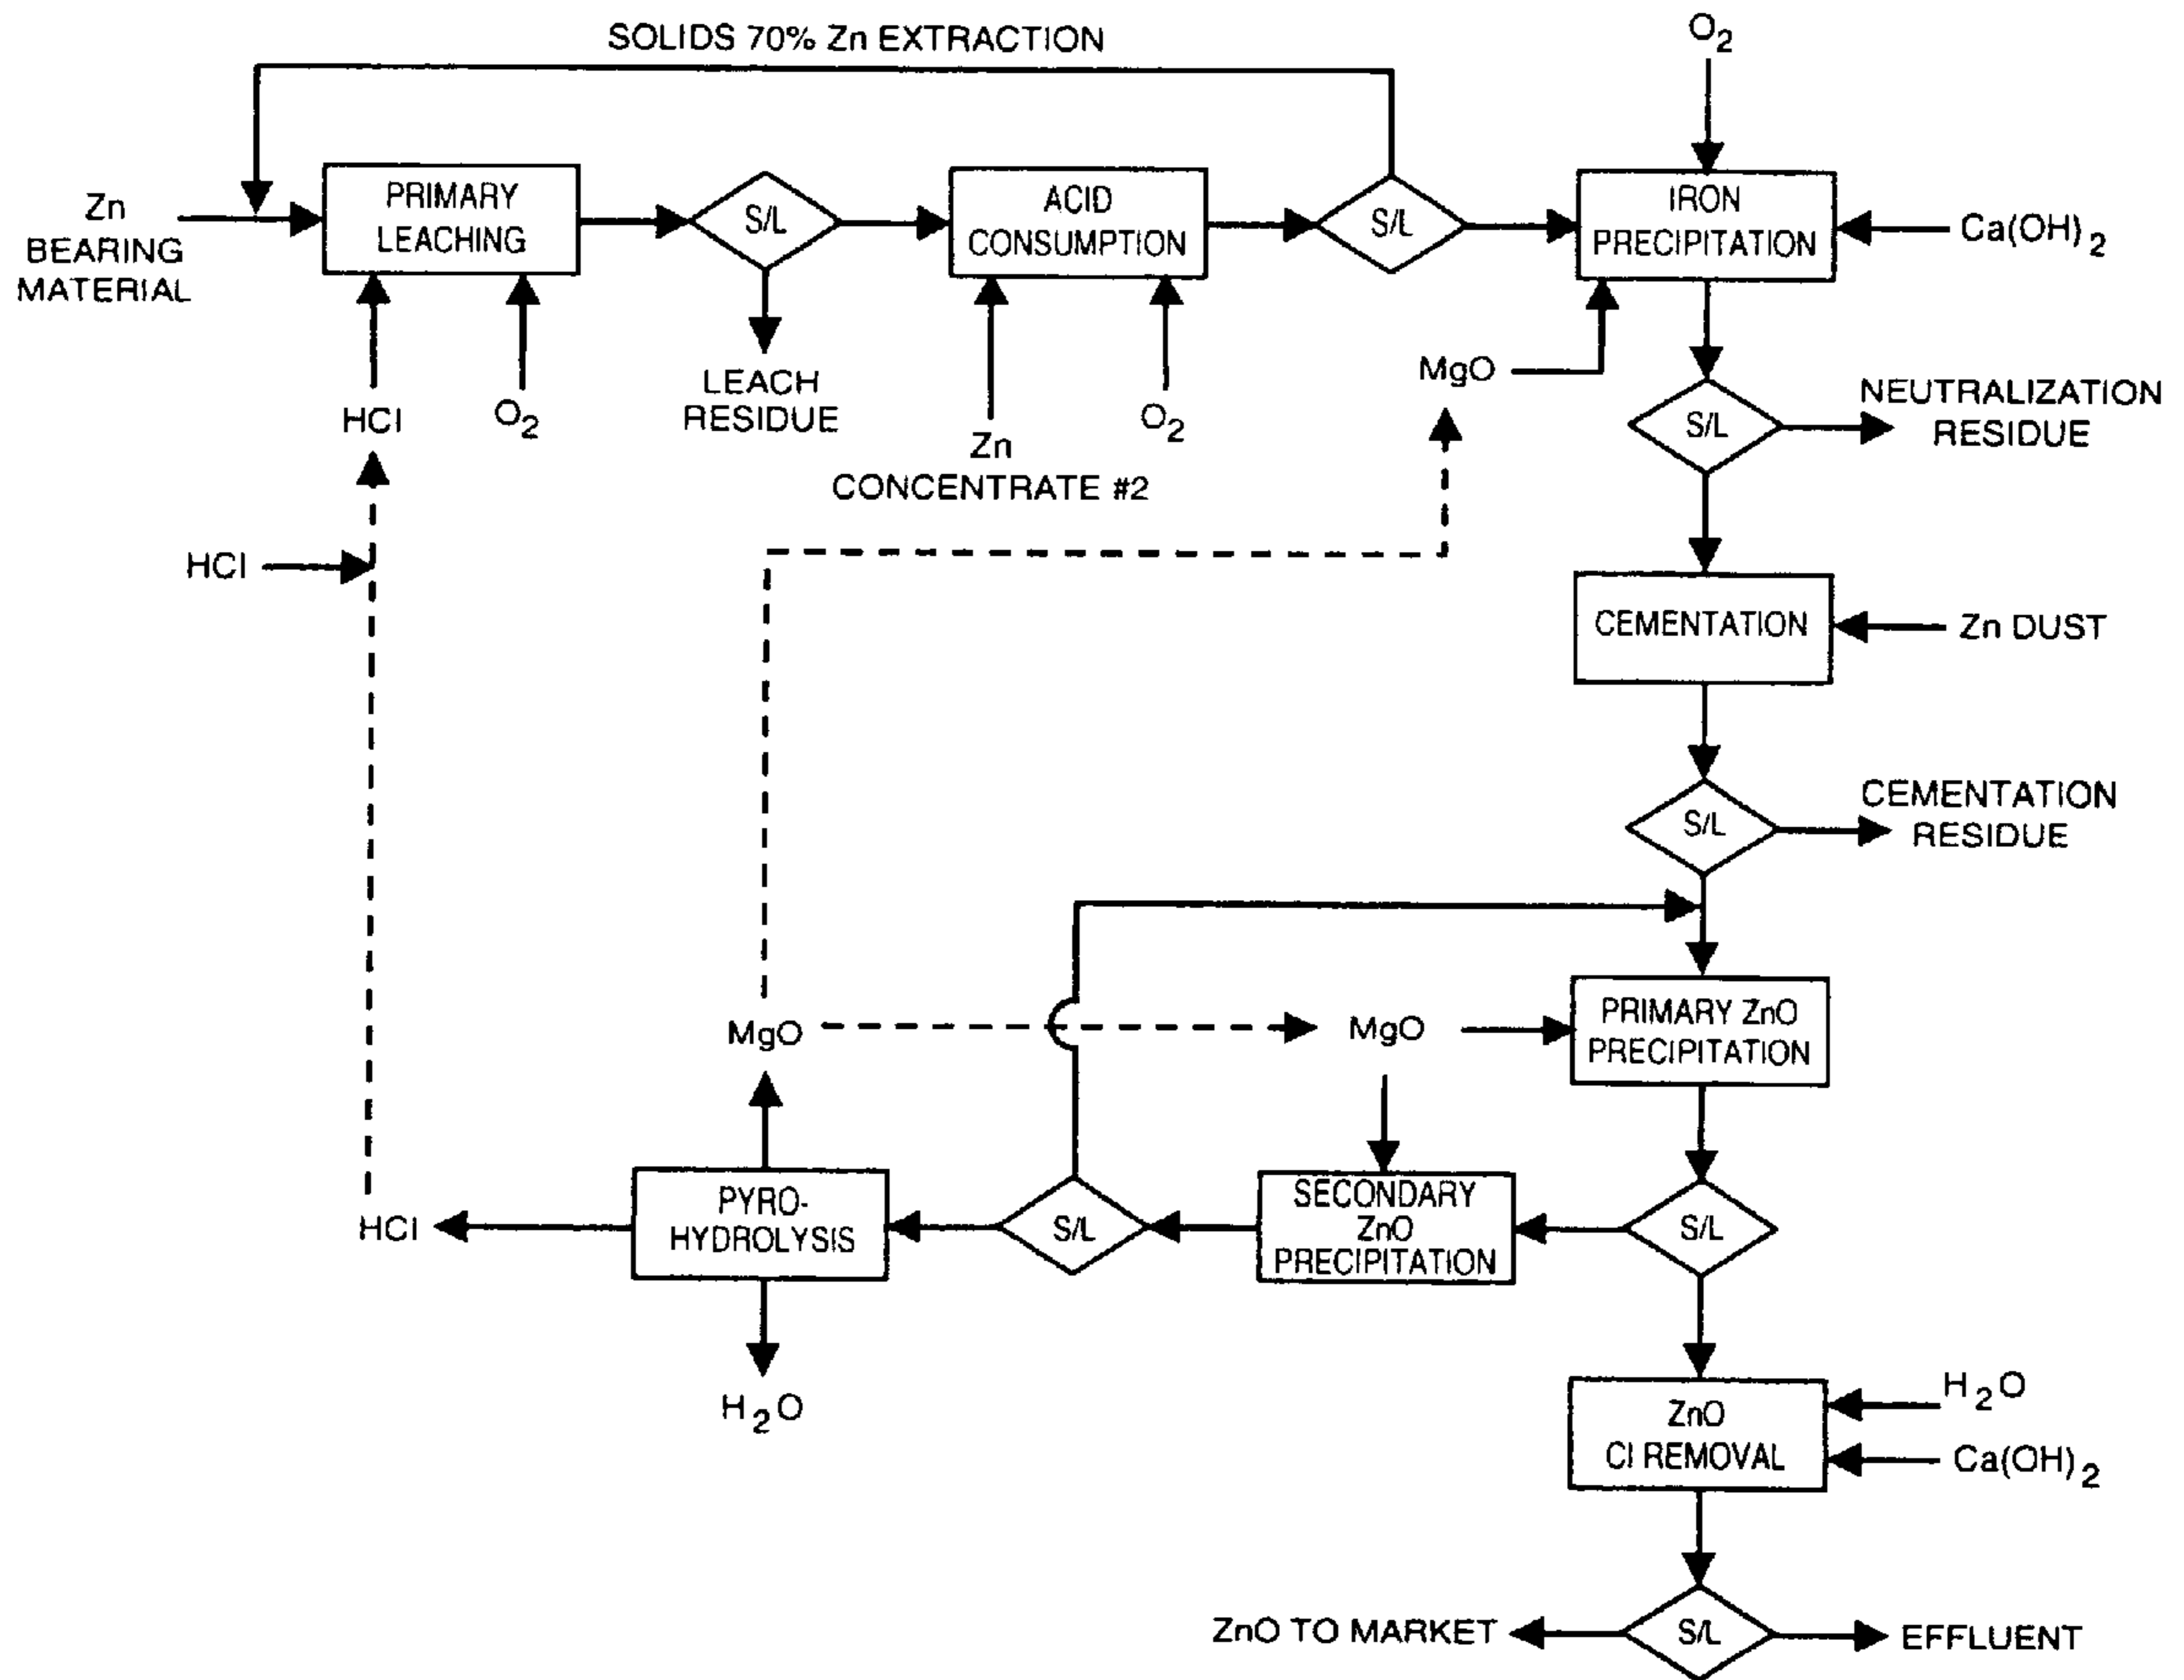 SOLIDS 70% Zn EXTRACTION
O2
Zn
BEARING
MATERIAL
PRIMARY
LEACHING
S/L
ACID
CONSUMPTION
S/L
IRON
PRECIPITATION
Ca(OH)2
HCl
O2
LEACH
RESIDUE
Zn
CONCENTRATE #2
O2
MgO
S/L
NEUTRALIZATION
RESIDUE
HCl
CEMENTATION
Zn DUST
S/L
CEMENTATION
RESIDUE
MgO
MgO
PRIMARY ZnO
PRECIPITATION
HCl
PYRO-
HYDROLYSIS
S/L
SECONDARY
ZnO
PRECIPITATION
S/L
H2O
ZnO
Cl REMOVAL
H2O
Ca(OH)2
ZnO TO MARKET
S/L
EFFLUENT